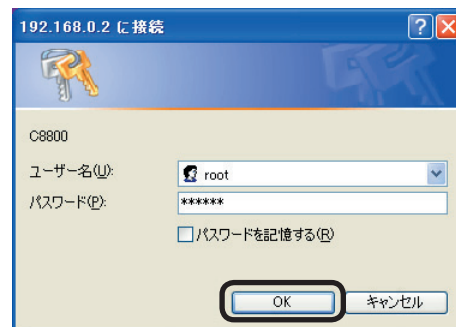 192.168.0.2 に接続
C8800
ユーザー名(U):
root
パスワード(P):
******
パスワードを記憶する(R)
OK
キャンセル